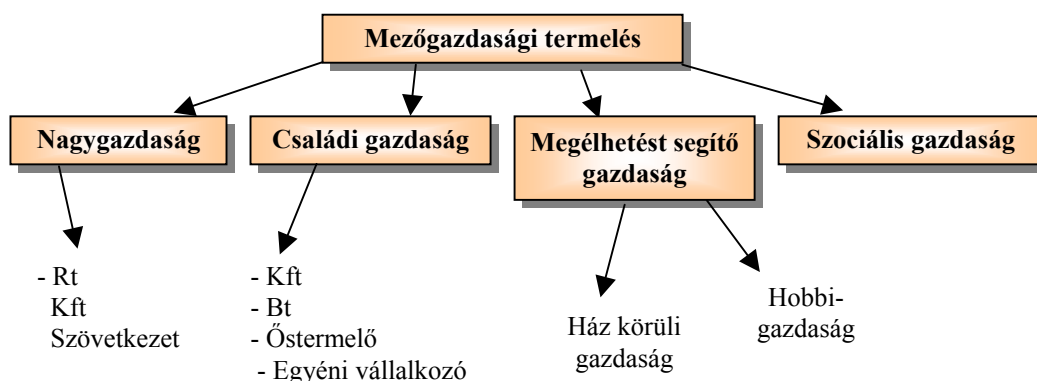 Mezőgazdasági termelés
Nagygazdaság
Családi gazdaság
Megélhetést segítő
gazdaság
Szociális gazdaság
- Rt
Kft
Szövetkezet
- Kft
- Bt
- Őstermelő
- Egyéni vállalkozó
Ház körüli
gazdaság
Hobbi-
gazdaság